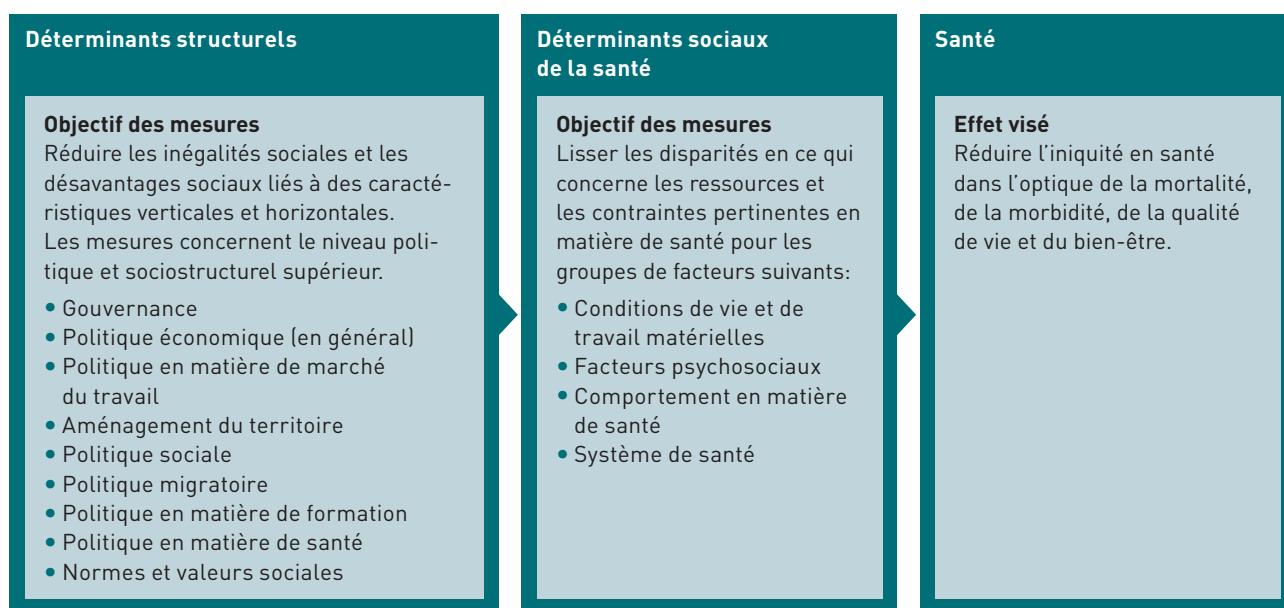 Déterminants structurels
Objectif des mesures
Réduire les inégalités sociales et les
désavantages sociaux liés à des caracté-
ristiques verticales et horizontales.
Les mesures concernent le niveau poli-
tique et sociostructurel supérieur.
• Gouvernance
• Politique économique (en général)
• Politique en matière de marché
du travail
• Aménagement du territoire
• Politique sociale
• Politique migratoire
• Politique en matière de formation
• Politique en matière de santé
• Normes et valeurs sociales
Déterminants sociaux
de la santé
Objectif des mesures
Lisser les disparités en ce qui
concerne les ressources et
les contraintes pertinentes en
matière de santé pour les
groupes de facteurs suivants:
• Conditions de vie et de
travail matérielles
• Facteurs psychosociaux
• Comportement en matière
de santé
• Système de santé
Santé
Effet visé
Réduire l’iniquité en santé
dans l’optique de la mortalité,
de la morbidité, de la qualité
de vie et du bien-être.